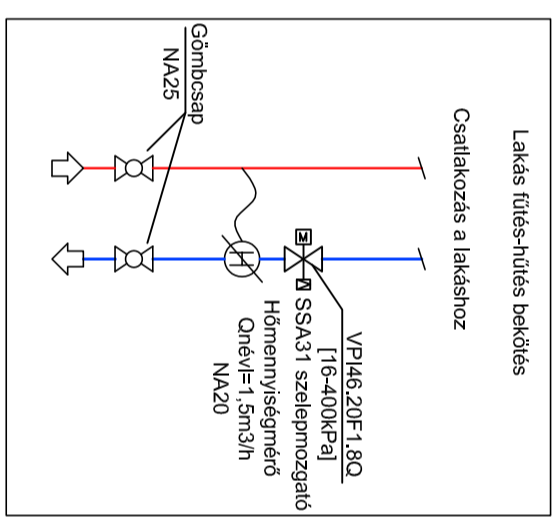 Lakás fűtés-hűtés bekötés
Csatlakozás a lakáshoz
VPI46.20F1.8Q
[16-400kPa]
M
SSA31 szelepmozgató
Hőmennyiségmérő
Qnévl=1,5m3/h
NA20
Gömbcsap
NA25